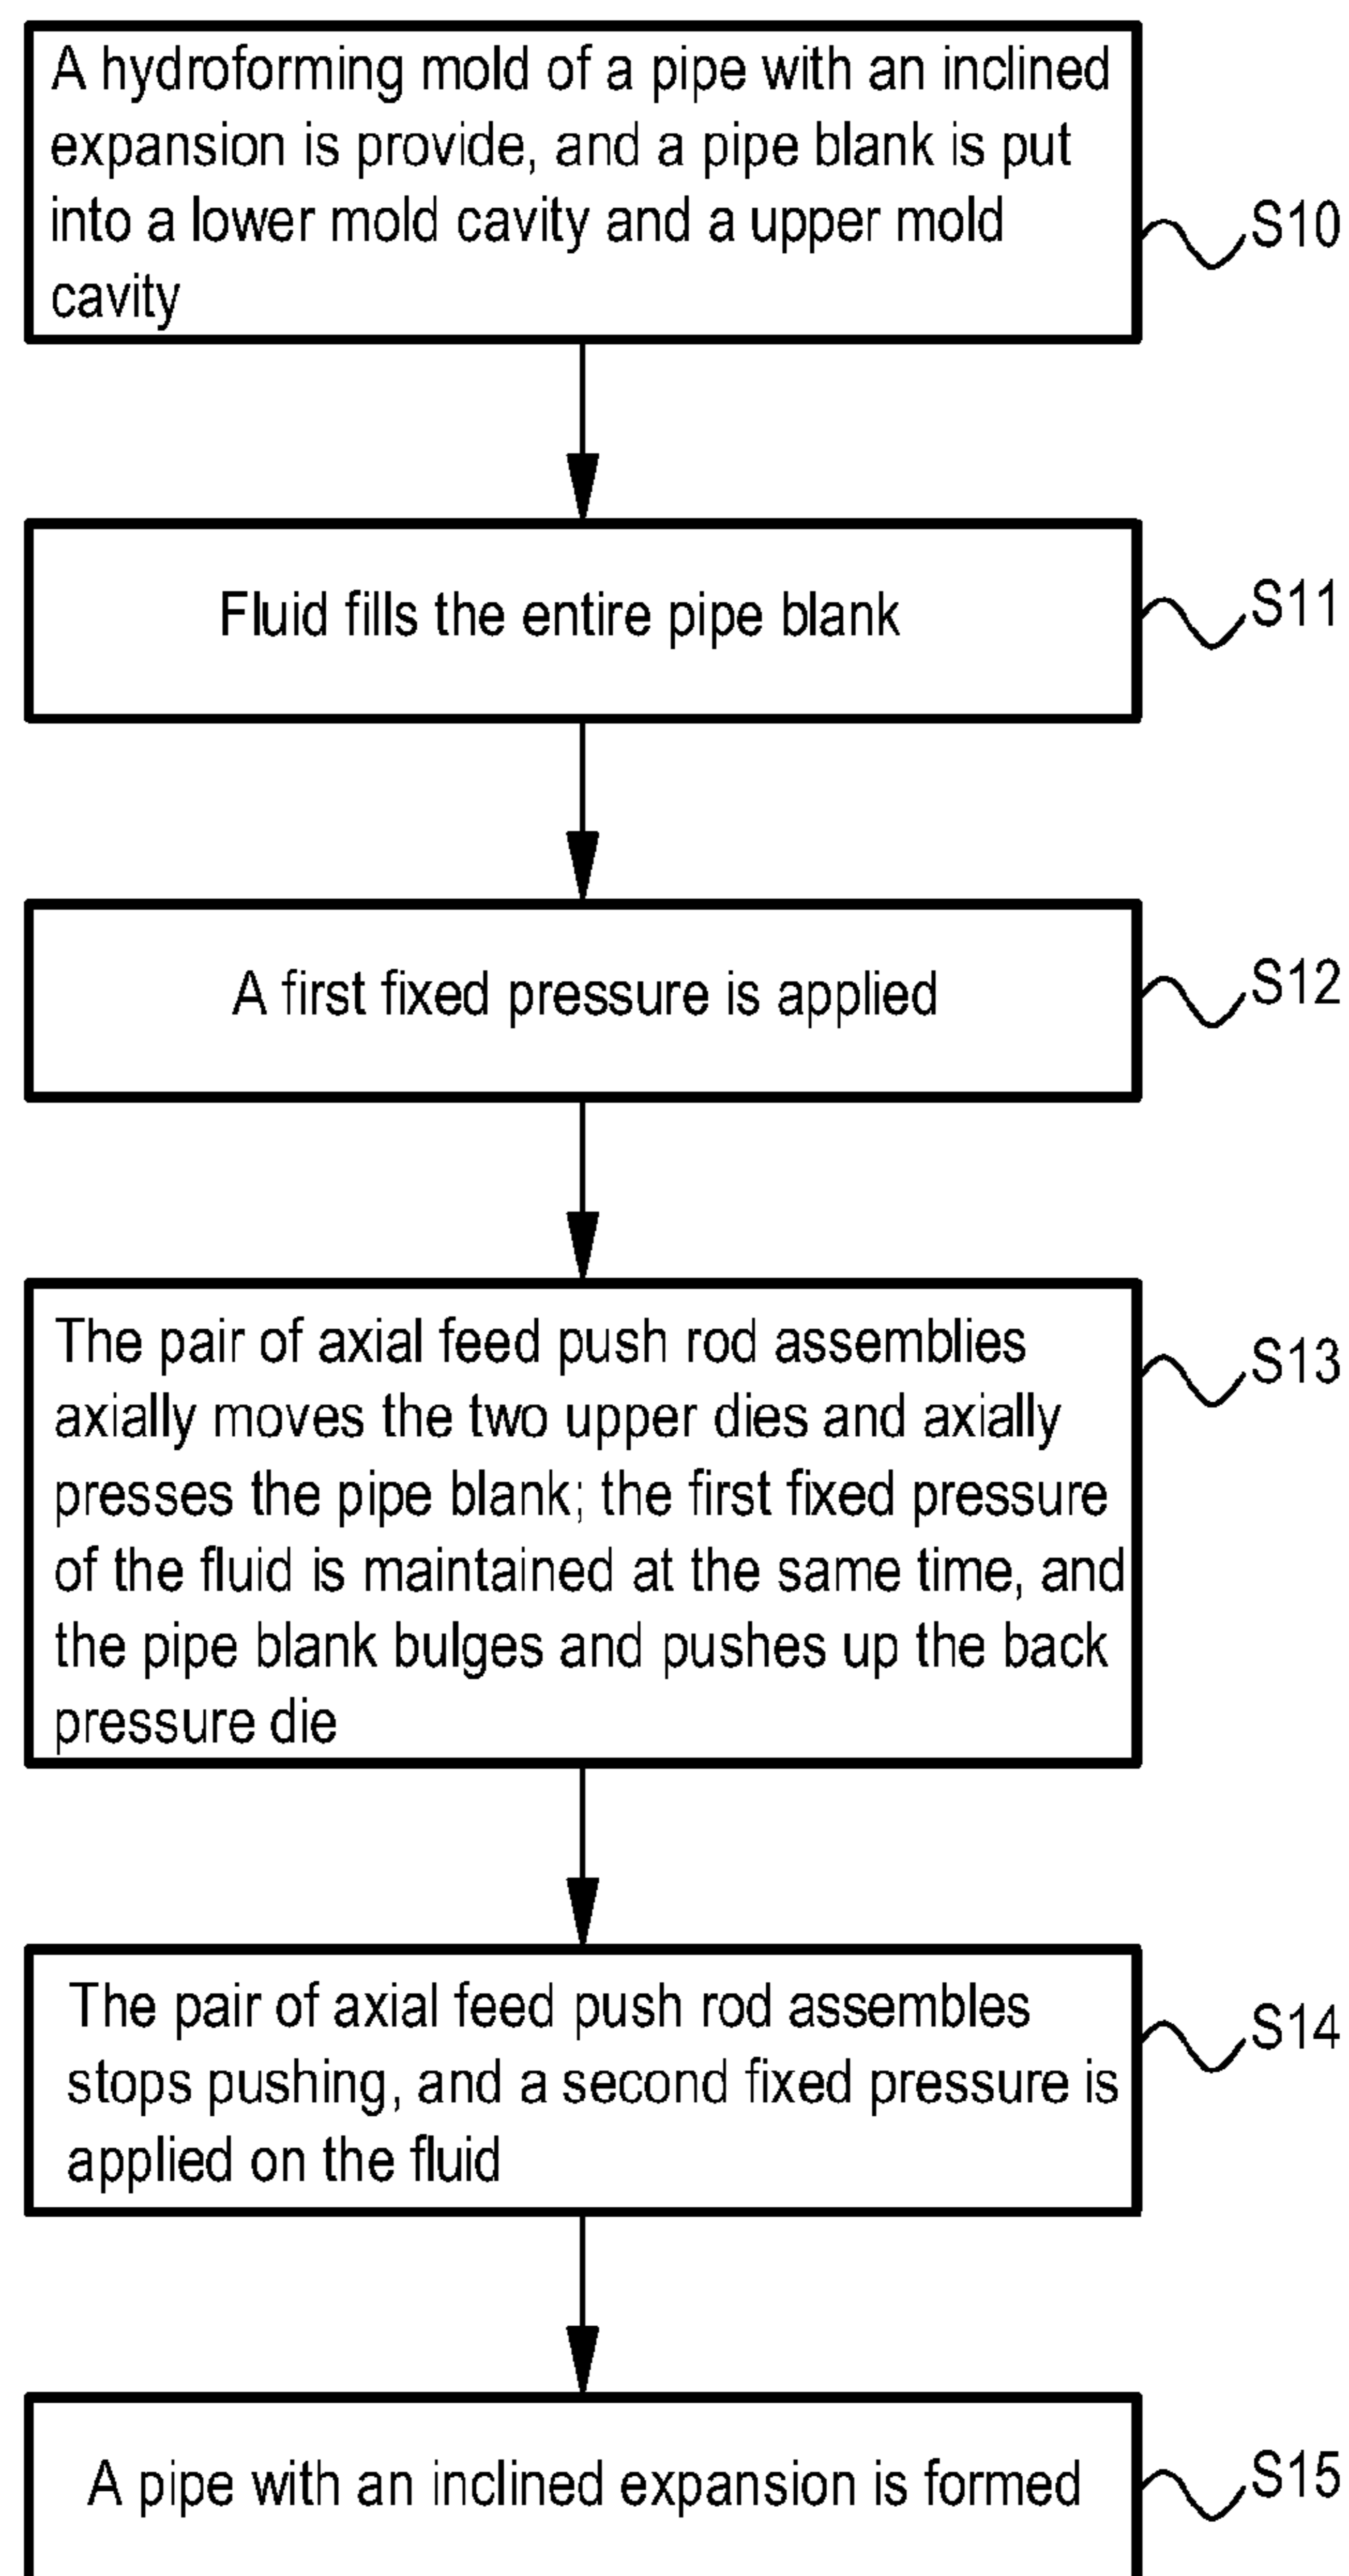 A hydroforming mold of a pipe with an inclined
expansion is provide, and a pipe blank is put
into a lower mold cavity and a upper mold
cavity
S10
Fluid fills the entire pipe blank
S11
A first fixed pressure is applied
S12
The pair of axial feed push rod assemblies
axially moves the two upper dies and axially
presses the pipe blank; the first fixed pressure
of the fluid is maintained at the same time, and
the pipe blank bulges and pushes up the back
pressure die
S13
The pair of axial feed push rod assembles
stops pushing, and a second fixed pressure is
applied on the fluid
S14
A pipe with an inclined expansion is formed
S15